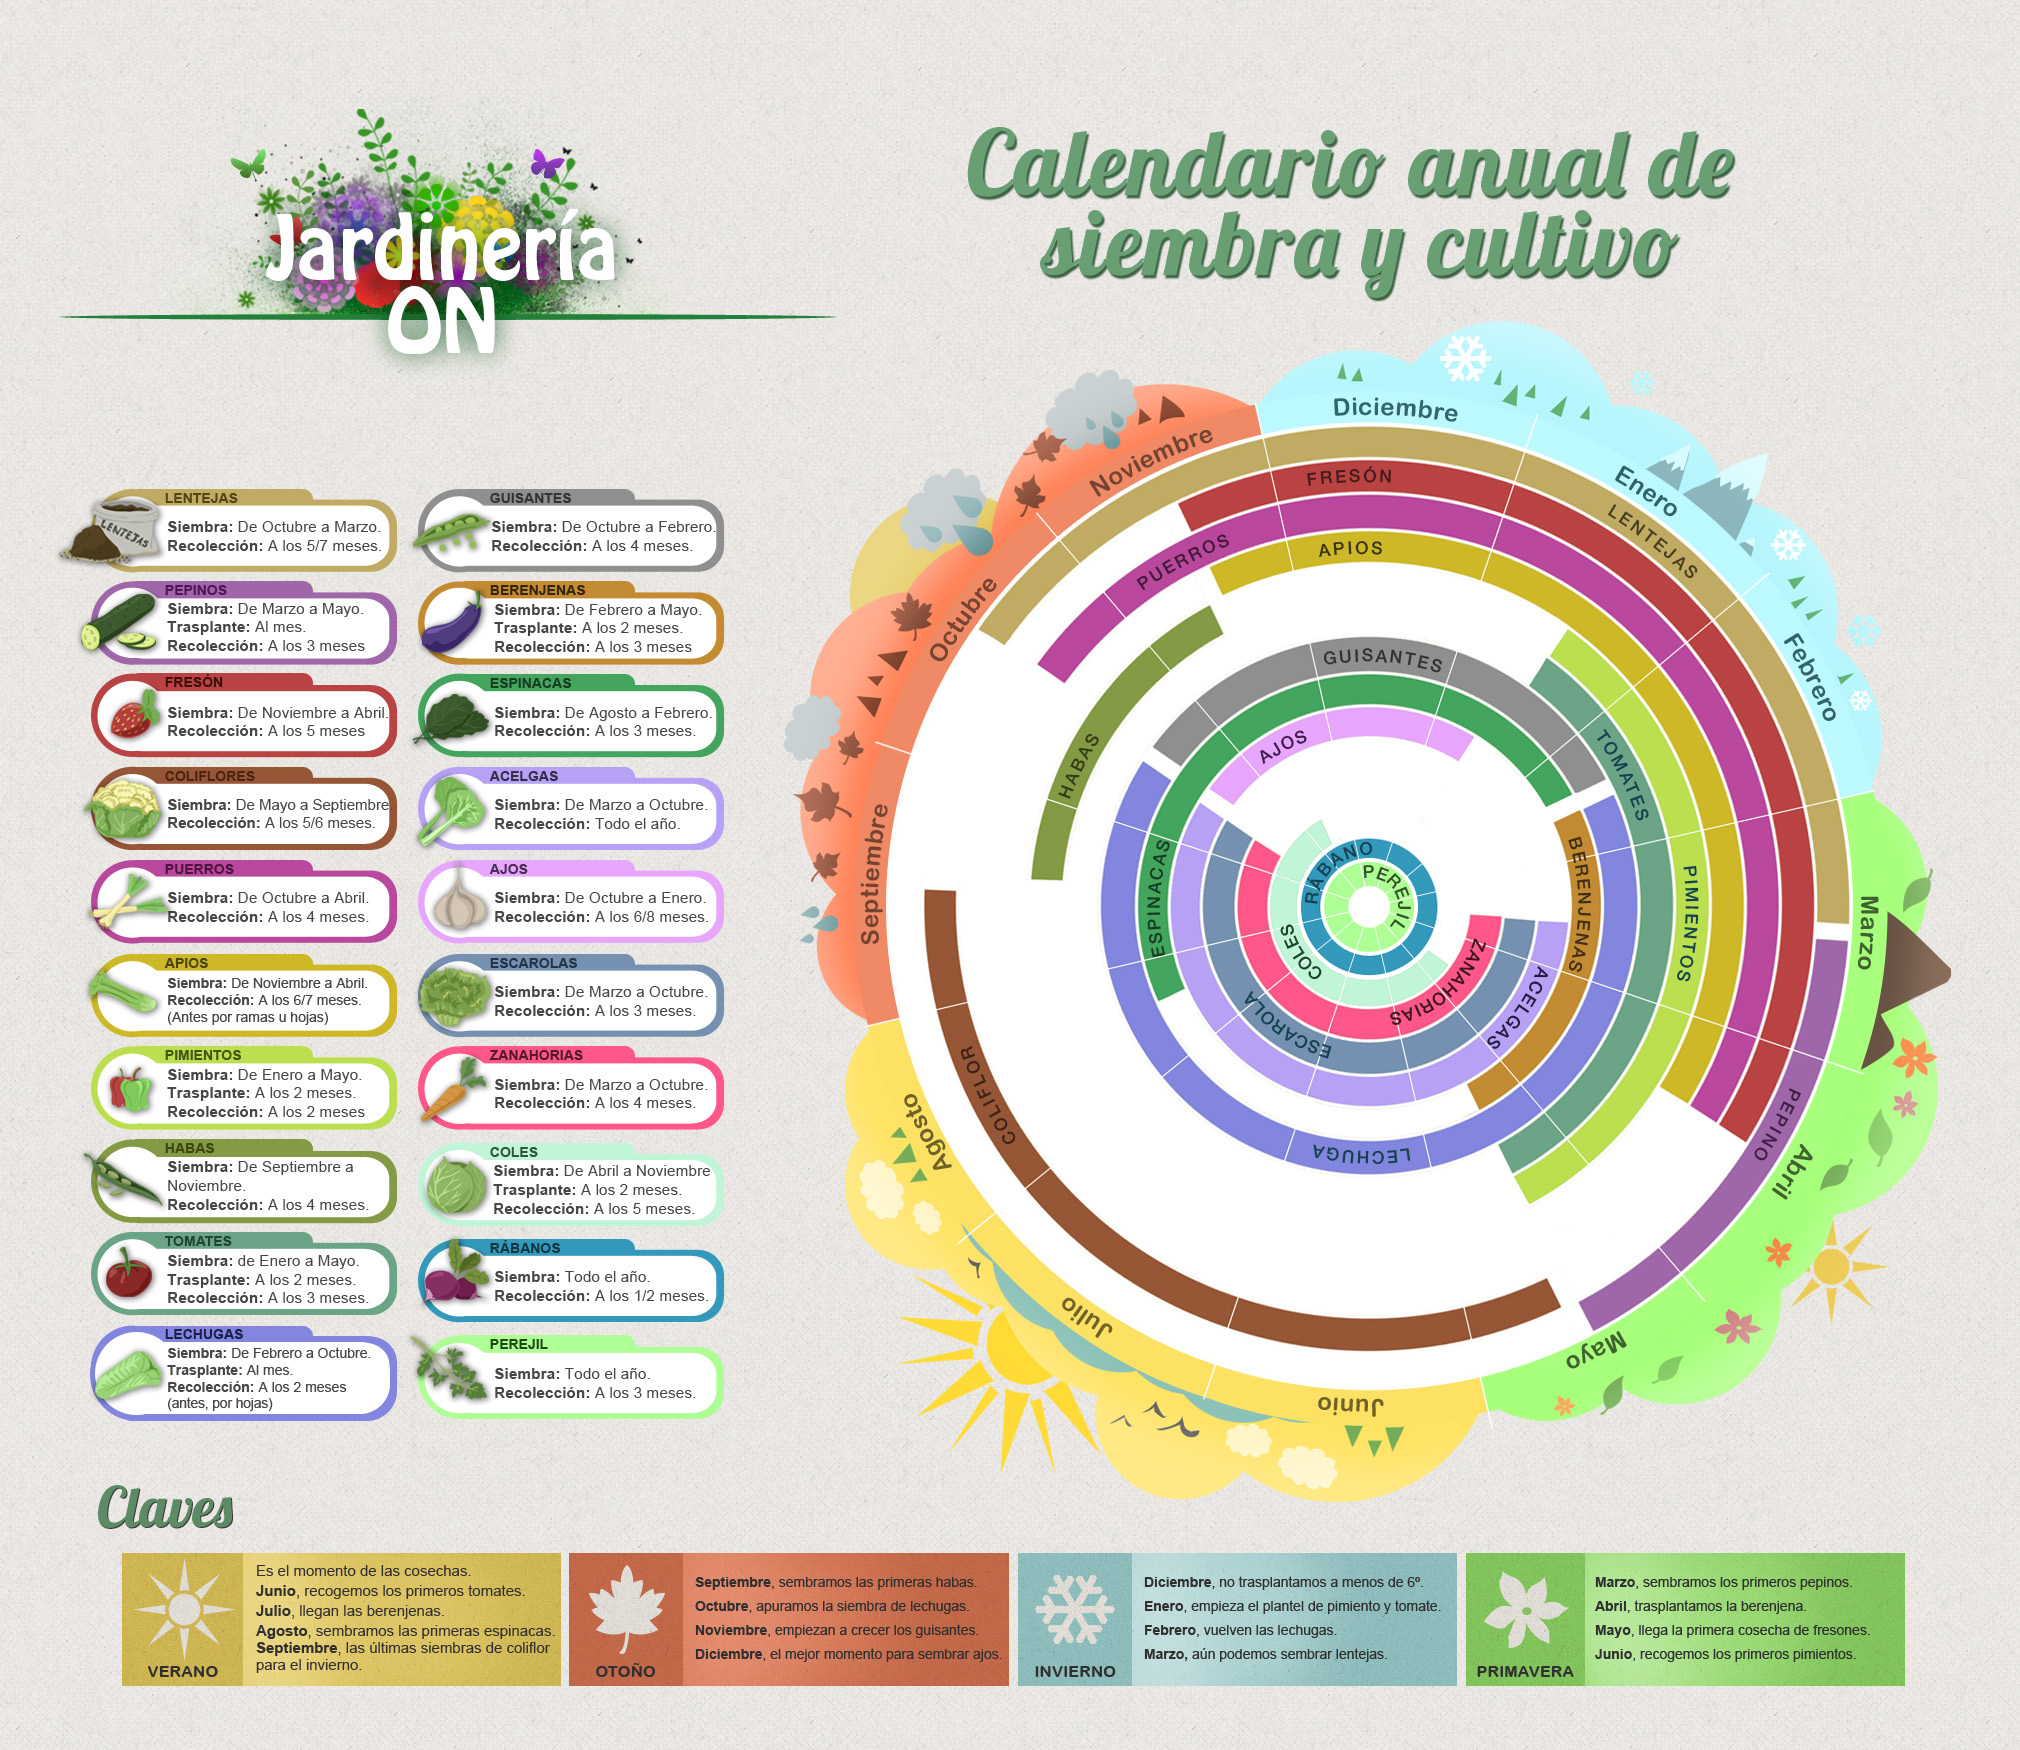 Jardinería
ON
Calendario anual de
siembra y cultivo
LENTEJAS
LENTEJAS
Siembra: De Octubre a Marzo.
Recolección: A los 5/7 meses.
PEPINOS
Siembra: De Marzo a Mayo.
Trasplante: Al mes.
Recolección: A los 3 meses
FRESÓN
Siembra: De Noviembre a Abril.
Recolección: A los 5 meses
COLIFLORES
Siembra: De Mayo a Septiembre
Recolección: A los 5/6 meses.
PUERROS
Siembra: De Octubre a Abril.
Recolección: A los 4 meses.
APIOS
Siembra: De Noviembre a Abril.
Recolección: A los 6/7 meses.
(Antes por ramas u hojas)
PIMIENTOS
Siembra: De Enero a Mayo.
Trasplante: A los 2 meses.
Recolección: A los 2 meses
HABAS
Siembra: De Septiembre a
Noviembre.
Recolección: A los 4 meses.
TOMATES
Siembra: de Enero a Mayo.
Trasplante: A los 2 meses.
Recolección: A los 3 meses.
LECHUGAS
Siembra: De Febrero a Octubre.
Trasplante: Al mes.
Recolección: A los 2 meses
(antes, por hojas)
GUISANTES
Siembra: De Octubre a Febrero.
Recolección: A los 4 meses.
BERENJENAS
Siembra: De Febrero a Mayo.
Trasplante: A los 2 meses.
Recolección: A los 3 meses
ESPINACAS
Siembra: De Agosto a Febrero.
Recolección: A los 3 meses.
ACELGAS
Siembra: De Marzo a Octubre.
Recolección: Todo el año.
AJOS
Siembra: De Octubre a Enero.
Recolección: A los 6/8 meses.
ESCAROLAS
Siembra: De Marzo a Octubre.
Recolección: A los 3 meses.
ZANAHORIAS
Siembra: De Marzo a Octubre.
Recolección: A los 4 meses.
COLES
Siembra: De Abril a Noviembre
Trasplante: A los 2 meses.
Recolección: A los 5 meses.
RÁBANOS
Siembra: Todo el año.
Recolección: A los 1/2 meses.
PEREJIL
Siembra: Todo el año.
Recolección: A los 3 meses.
Diciembre
Enero
Febrero
Marzo
Abril
Mayo
Junio
Julio
Agosto
Septiembre
Octubre
Noviembre
LENTEJAS
FRESÓN
PUERROS
APIOS
HABAS
GUISANTES
AJOS
TOMATES
PIMIENTOS
BERENJENAS
ESPINACAS
RÁBANO
PEREJIL
COLES
ZANAHORIAS
ACELGAS
ESCAROLA
LECHUGA
COLIFLOR
PEPINO
Claves
VERANO
Es el momento de las cosechas.
Junio, recogemos los primeros tomates.
Julio, llegan las berenjenas.
Agosto, sembramos las primeras espinacas.
Septiembre, las últimas siembras de coliflor
para el invierno.
OTOÑO
Septiembre, sembramos las primeras habas.
Octubre, apuramos la siembra de lechugas.
Noviembre, empiezan a crecer los guisantes.
Diciembre, el mejor momento para sembrar ajos.
INVIERNO
Diciembre, no trasplantamos a menos de 6º.
Enero, empieza el plantel de pimiento y tomate.
Febrero, vuelven las lechugas.
Marzo, aún podemos sembrar lentejas.
PRIMAVERA
Marzo, sembramos los primeros pepinos.
Abril, trasplantamos la berenjena.
Mayo, llega la primera cosecha de fresones.
Junio, recogemos los primeros pimientos.